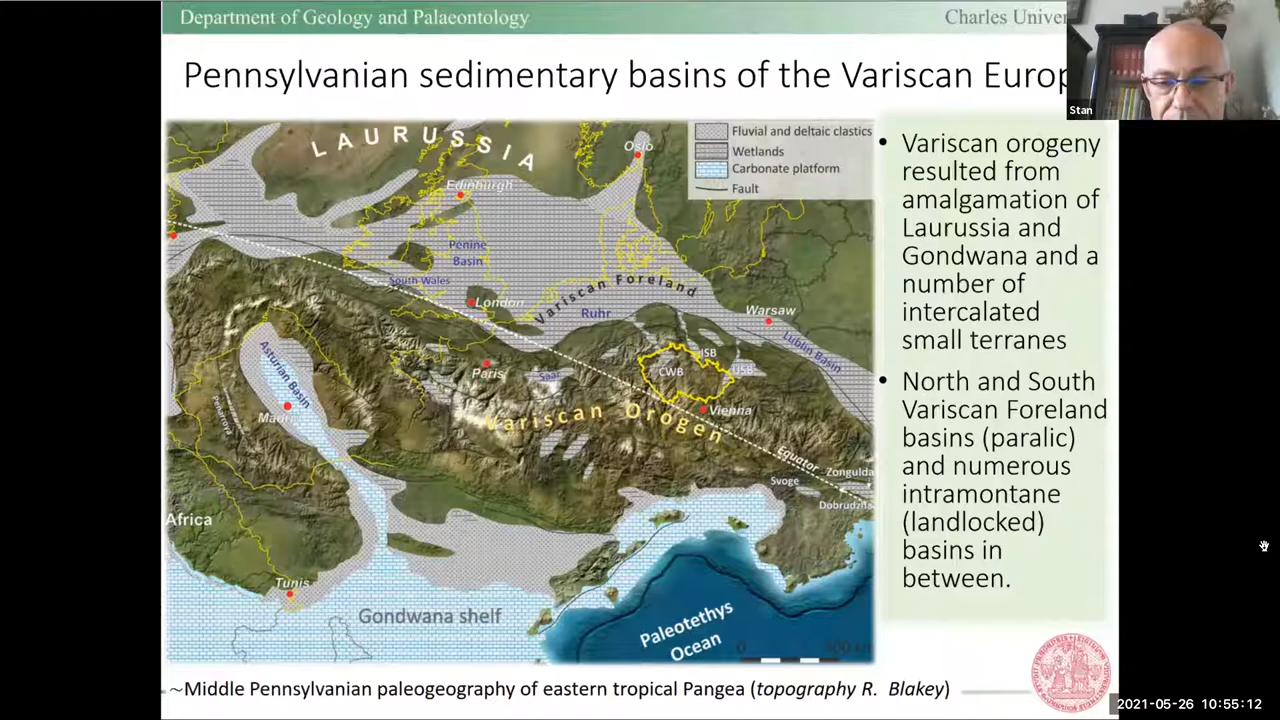 Department of Geology and Palaeontology
Charles Univer
Pennsylvanian sedimentary basins of the Variscan Europ
Stan
LAURUSSIA
Oslo
Edinburgh
Penine
Basin
South Wales
London
Variscan Foreland
Ruhr
Warsaw
Lublin Basin
Fluvial and deltaic clastics
Wetlands
Carbonate platform
Fault
Asturian Basin
Paris
Saar
ISB
CWB
USB
Vienna
Variscan Orogen
Equator
Zongulda
Svoge
Dobrudzha
Africa
Tunis
Gondwana shelf
Paleotethys
Ocean
• Variscan orogeny
resulted from
amalgamation of
Laurussia and
Gondwana and a
number of
intercalated
small terranes
• North and South
Variscan Foreland
basins (paralic)
and numerous
intramontane
(landlocked)
basins in
between.
~Middle Pennsylvanian paleogeography of eastern tropical Pangea (topography R. Blakey)
2021-05-26 10:55:12